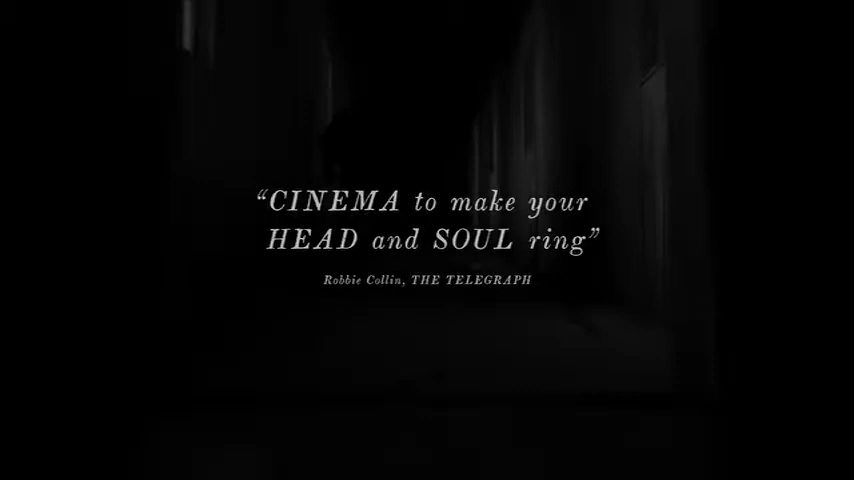 “CINEMA to make your
HEAD and SOUL ring”
Robbie Collin, THE TELEGRAPH